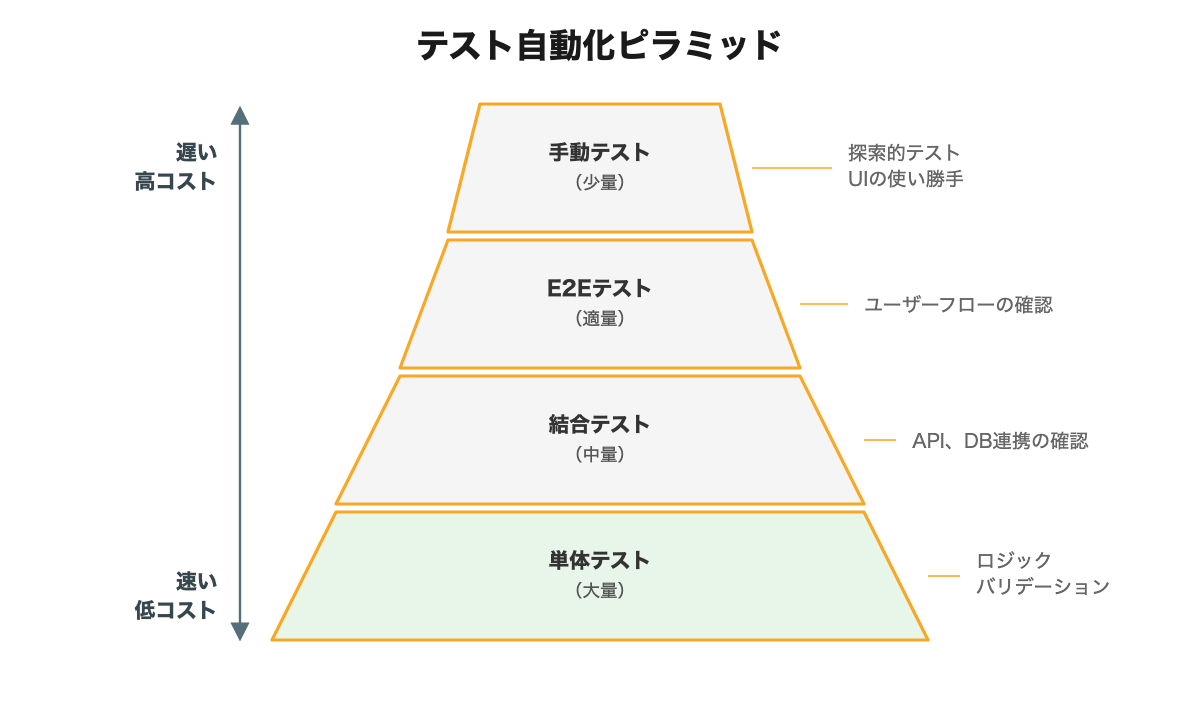 テスト自動化ピラミッド
遅い
高コスト
手動テスト
（少量）
探索的テスト
UIの使い勝手
E2Eテスト
（適量）
ユーザーフローの確認
結合テスト
（中量）
API、DB連携の確認
速い
低コスト
単体テスト
（大量）
ロジック
バリデーション